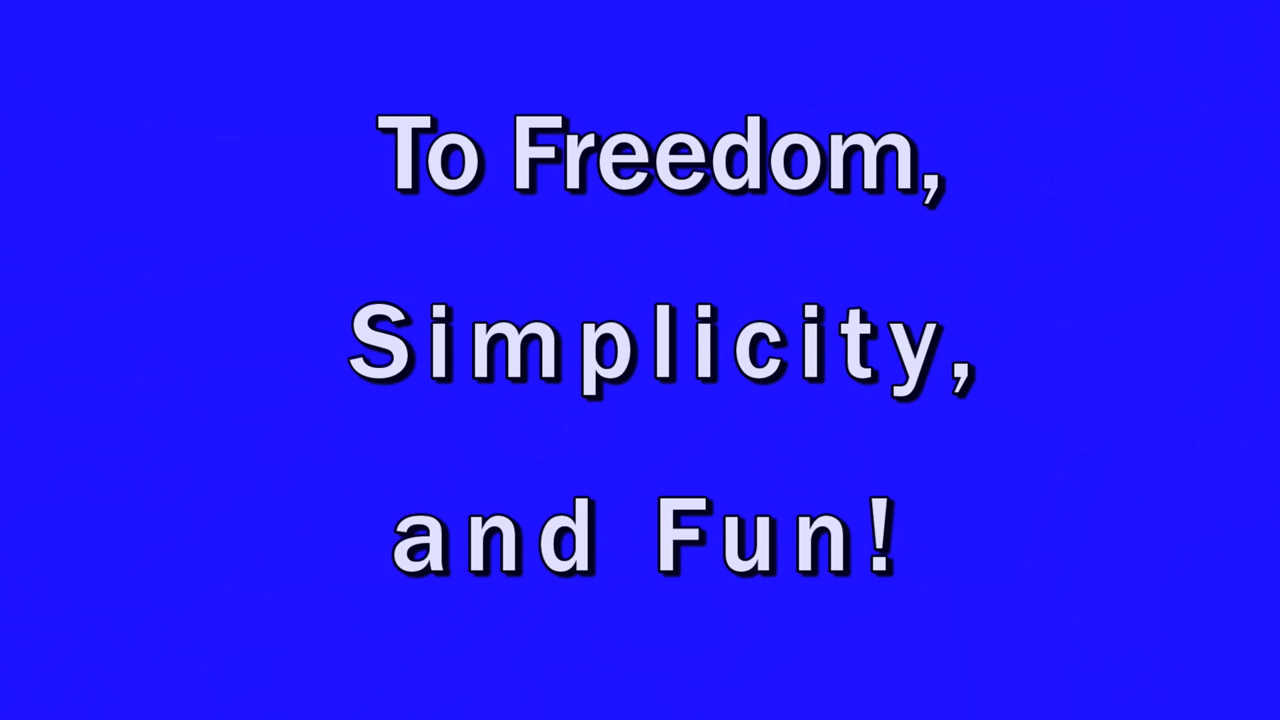 To Freedom,
Simplicity,
and Fun!